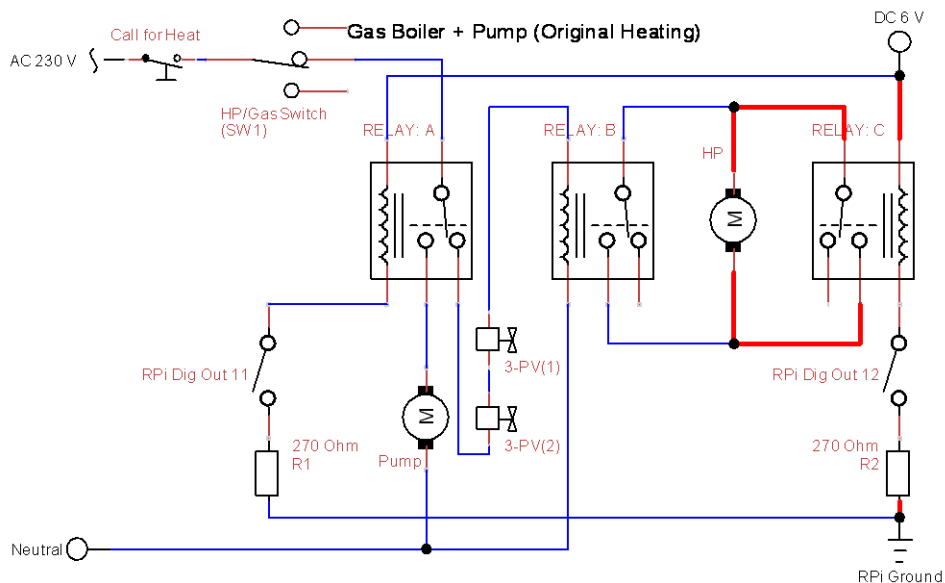 DC 6 V
Call for Heat
Gas Boiler + Pump (Original Heating)
AC 230 V
HP/Gas Switch
(SW1)
RELAY: A
RELAY: B
RELAY: C
HP
M
RPi Dig Out 11
3-PV(1)
RPi Dig Out 12
M
3-PV(2)
270 Ohm
R1
Pump
270 Ohm
R2
Neutral
RPi Ground